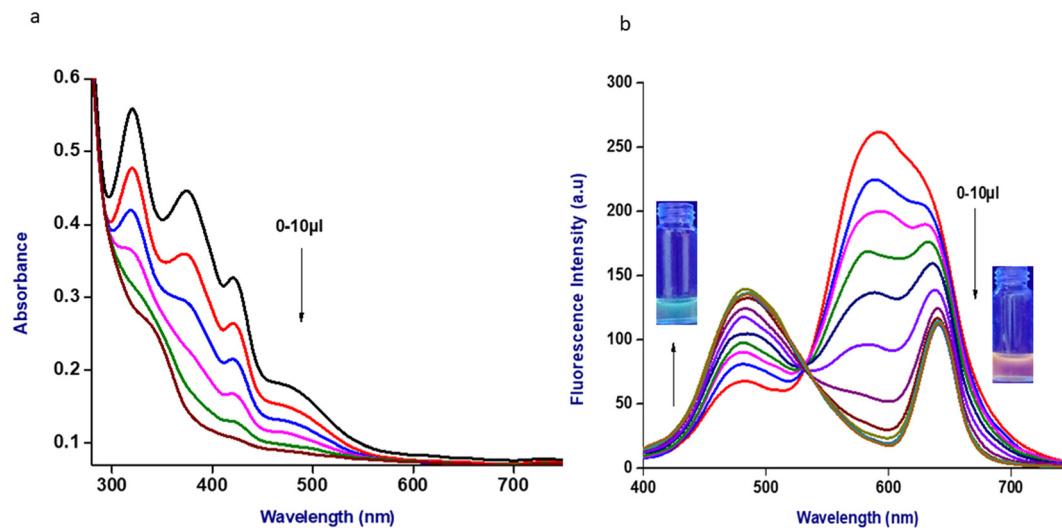 a
0.6
0.5
0.4
0.3
0.2
0.1
Absorbance
0-10µl
300 400 500 600 700
Wavelength (nm)
b
300
250
200
150
100
50
0
Fluorescence Intensity (a.u)
0-10µl
400 500 600 700
Wavelength (nm)